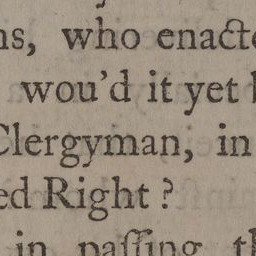 ns, who enacte
wou'd it yet
Clergyman, in
ed Right ?
in paſſing th